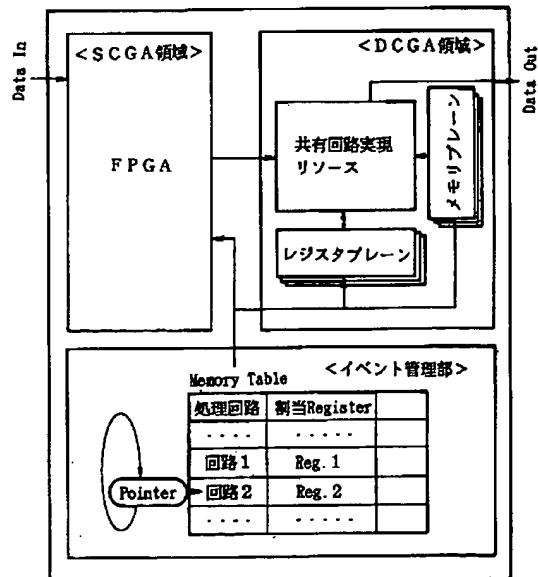 Data In
<SCGA領域>
FPGA
<DCGA領域>
共有回路実現
リソース
メモリプレーン
レジスタプレーン
Data Out
<イベント管理部>
Memory Table
処理回路 割当Register
.... .....
回路1 Reg.1
Pointer 回路2 Reg.2
.... .....